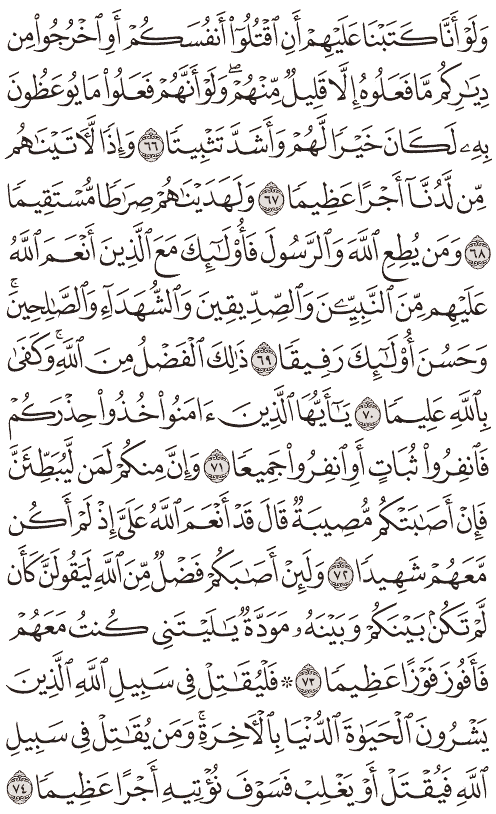 وَلَوْ أَنَّا كَتَبْنَا عَلَيْهِمْ أَنِ ٱقْتُلُوٓا۟ أَنفُسَكُمْ أَوِ ٱخْرُجُوا۟ مِن
دِيَـٰرِكُم مَّا فَعَلُوهُ إِلَّا قَلِيلٌ مِّنْهُمْ ۖ وَلَوْ أَنَّهُمْ فَعَلُوا۟ مَا يُوعَظُونَ
بِهِۦ لَكَانَ خَيْرًا لَّهُمْ وَأَشَدَّ تَثْبِيتًا ٦٦ وَإِذًا لَّـَٔاتَيْنَـٰهُم
مِّن لَّدُنَّآ أَجْرًا عَظِيمًا ٦٧ وَلَهَدَيْنَـٰهُمْ صِرَٰطًا مُّسْتَقِيمًا
٦٨ وَمَن يُطِعِ ٱللَّهَ وَٱلرَّسُولَ فَأُو۟لَـٰٓئِكَ مَعَ ٱلَّذِينَ أَنْعَمَ ٱللَّهُ
عَلَيْهِم مِّنَ ٱلنَّبِيِّـۧنَ وَٱلصِّدِّيقِينَ وَٱلشُّهَدَآءِ وَٱلصَّـٰلِحِينَ ۚ
وَحَسُنَ أُو۟لَـٰٓئِكَ رَفِيقًا ٦٩ ذَٰلِكَ ٱلْفَضْلُ مِنَ ٱللَّهِ ۚ وَكَفَىٰ
بِٱللَّهِ عَلِيمًا ٧٠ يَـٰٓأَيُّهَا ٱلَّذِينَ ءَامَنُوا۟ خُذُوا۟ حِذْرَكُمْ
فَٱنفِرُوا۟ ثُبَاتٍ أَوِ ٱنفِرُوا۟ جَمِيعًا ٧١ وَإِنَّ مِنكُمْ لَمَن لَّيُبَطِّئَنَّ
فَإِنْ أَصَـٰبَتْكُم مُّصِيبَةٌ قَالَ قَدْ أَنْعَمَ ٱللَّهُ عَلَىَّ إِذْ لَمْ أَكُن
مَّعَهُمْ شَهِيدًا ٧٢ وَلَئِنْ أَصَـٰبَكُمْ فَضْلٌ مِّنَ ٱللَّهِ لَيَقُولَنَّ كَأَن
لَّمْ تَكُنۢ بَيْنَكُمْ وَبَيْنَهُۥ مَوَدَّةٌ يَـٰلَيْتَنِى كُنتُ مَعَهُمْ
فَأَفُوزَ فَوْزًا عَظِيمًا ٧٣ ۞ فَلْيُقَـٰتِلْ فِى سَبِيلِ ٱللَّهِ ٱلَّذِينَ
يَشْرُونَ ٱلْحَيَوٰةَ ٱلدُّنْيَا بِٱلْـَٔاخِرَةِ ۚ وَمَن يُقَـٰتِلْ فِى سَبِيلِ
ٱللَّهِ فَيُقْتَلْ أَوْ يَغْلِبْ فَسَوْفَ نُؤْتِيهِ أَجْرًا عَظِيمًا ٧٤